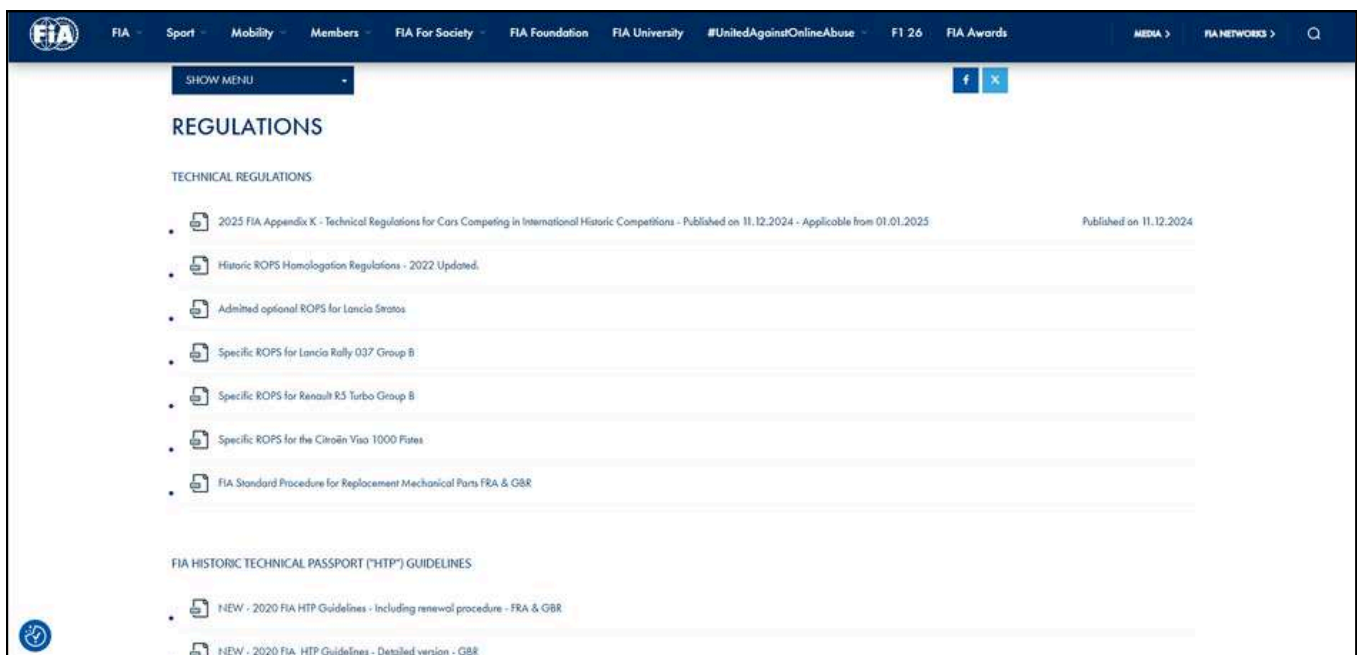 FiA FIA Sport Mobility Members FIA For Society FIA Foundation FIA University #UnitedAgainstOnlineAbuse F1 26 FIA Awards MEDIA > FIA NETWORKS >
SHOW MENU f X
REGULATIONS
TECHNICAL REGULATIONS
2025 FIA Appendix K - Technical Regulations for Cars Competing in International Historic Competitions - Published on 11.12.2024 - Applicable from 01.01.2025 Published on 11.12.2024
Historic ROPS Homologation Regulations - 2022 Updated.
Admitted optional ROPS for Lancia Stratos
Specific ROPS for Lancia Rally 037 Group B
Specific ROPS for Renault R5 Turbo Group B
Specific ROPS for the Citroën Visa 1000 Pistes
FIA Standard Procedure for Replacement Mechanical Parts FRA & GBR
FIA HISTORIC TECHNICAL PASSPORT ("HTP") GUIDELINES
NEW - 2020 FIA HTP Guidelines - Including renewal procedure - FRA & GBR
NEW - 2020 FIA HTP Guidelines - Detailed version - GBR